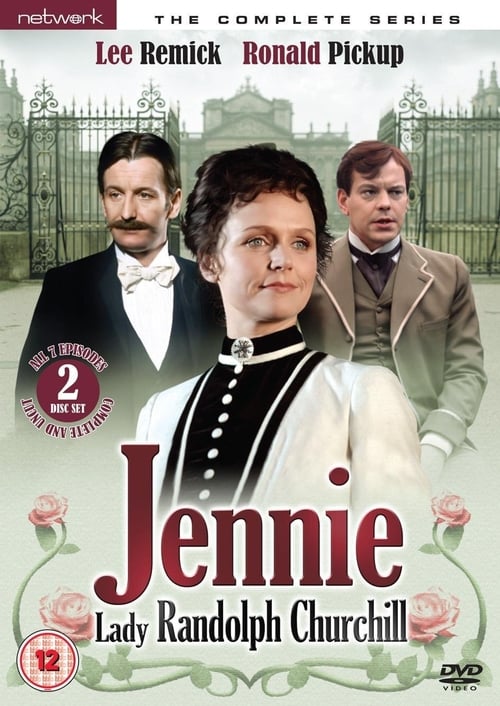 network
THE COMPLETE SERIES
Lee Remick Ronald Pickup
ALL 7 EPISODES
2
DISC SET
COMPLETE AND UNCUT
Jennie
Lady Randolph Churchill
12
DVD
VIDEO